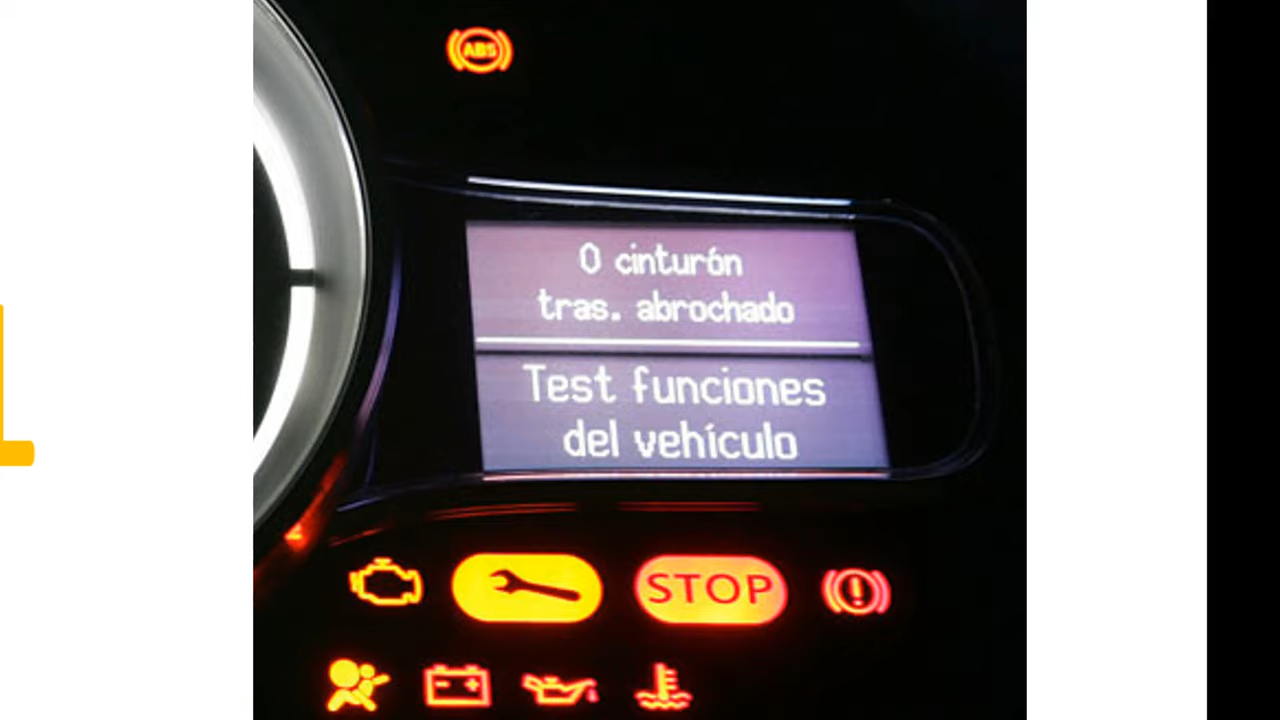 ABS
0 cinturón
tras. abrochado
Test funciones
del vehículo
STOP